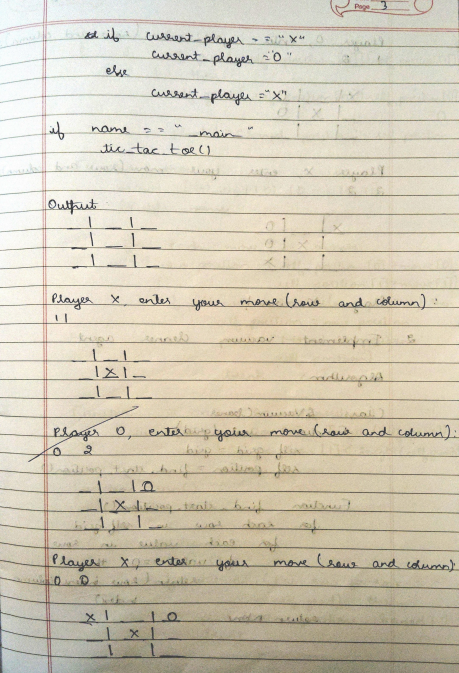 Page 3
if current_player == "X"
current_player = "O"
else
current_player = "X"
if name == "_main_"
tic_tac_toe()
Output
_|_|_
_|_|_
_|_|_
Player X, enter your move (row and column):
1 1
_|_|_
_|X|_
_|_|_
Player O, enter your move (row and column):
0 2
_|_|O
_|X|_
_|_|_
Player X enter your move (row and column):
0 0
X|_|O
_|X|_
_|_|_